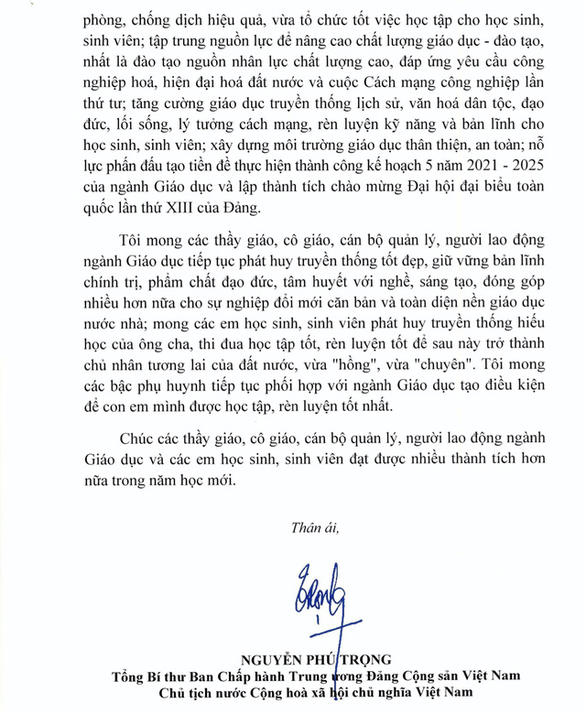 phòng, chống dịch hiệu quả, vừa tổ chức tốt việc học tập cho học sinh,
sinh viên; tập trung nguồn lực để nâng cao chất lượng giáo dục - đào tạo,
nhất là đào tạo nguồn nhân lực chất lượng cao, đáp ứng yêu cầu công
nghiệp hoá, hiện đại hoá đất nước và cuộc Cách mạng công nghiệp lần
thứ tư; tăng cường giáo dục truyền thống lịch sử, văn hoá dân tộc, đạo
đức, lối sống, lý tưởng cách mạng, rèn luyện kỹ năng và bản lĩnh cho
học sinh, sinh viên; xây dựng môi trường giáo dục thân thiện, an toàn; nỗ
lực phấn đấu tạo tiền đề thực hiện thành công kế hoạch 5 năm 2021 - 2025
của ngành Giáo dục và lập thành tích chào mừng Đại hội đại biểu toàn
quốc lần thứ XIII của Đảng.
Tôi mong các thầy giáo, cô giáo, cán bộ quản lý, người lao động
ngành Giáo dục tiếp tục phát huy truyền thống tốt đẹp, giữ vững bản lĩnh
chính trị, phẩm chất đạo đức, tâm huyết với nghề, sáng tạo, đóng góp
nhiều hơn nữa cho sự nghiệp đổi mới căn bản và toàn diện nền giáo dục
nước nhà; mong các em học sinh, sinh viên phát huy truyền thống hiếu
học của ông cha, thi đua học tập tốt, rèn luyện tốt để sau này trở thành
chủ nhân tương lai của đất nước, vừa "hồng", vừa "chuyên". Tôi mong
các bậc phụ huynh tiếp tục phối hợp với ngành Giáo dục tạo điều kiện
để con em mình được học tập, rèn luyện tốt nhất.
Chúc các thầy giáo, cô giáo, cán bộ quản lý, người lao động ngành
Giáo dục và các em học sinh, sinh viên đạt được nhiều thành tích hơn
nữa trong năm học mới.
Thân ái,
Trọng
NGUYỄN PHÚ TRỌNG
Tổng Bí thư Ban Chấp hành Trung ương Đảng Cộng sản Việt Nam
Chủ tịch nước Cộng hoà xã hội chủ nghĩa Việt Nam